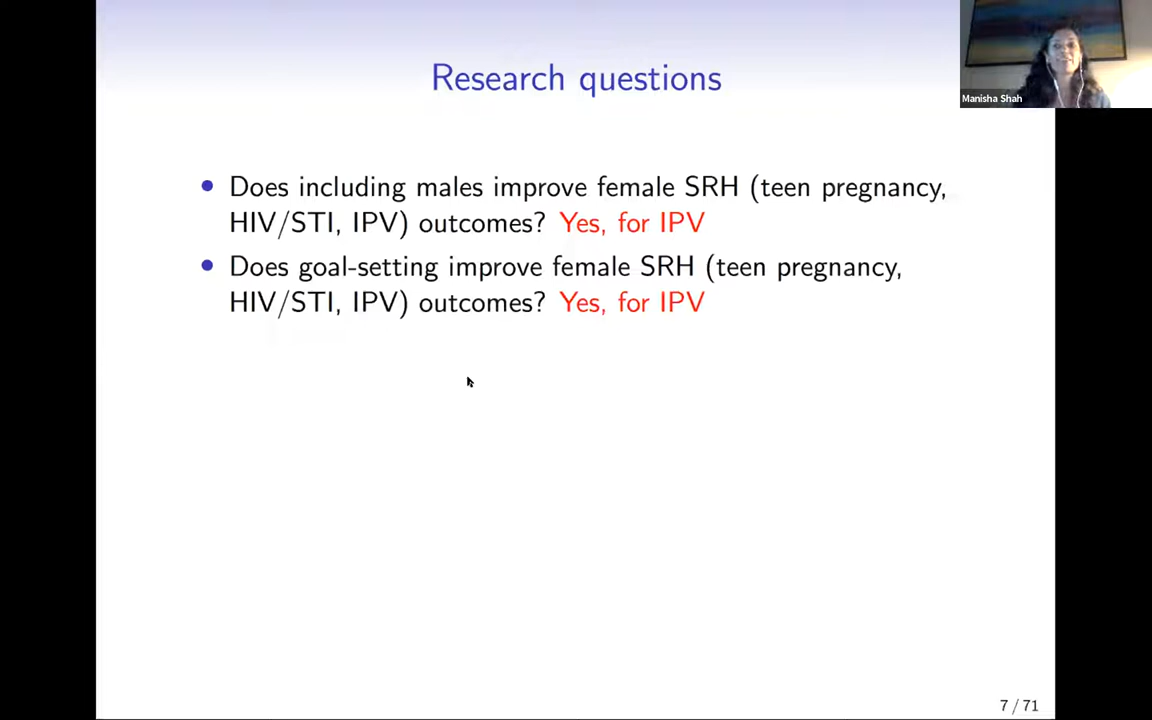 Research questions
Manisha Shah
• Does including males improve female SRH (teen pregnancy,
HIV/STI, IPV) outcomes? Yes, for IPV
• Does goal-setting improve female SRH (teen pregnancy,
HIV/STI, IPV) outcomes? Yes, for IPV
7 / 71